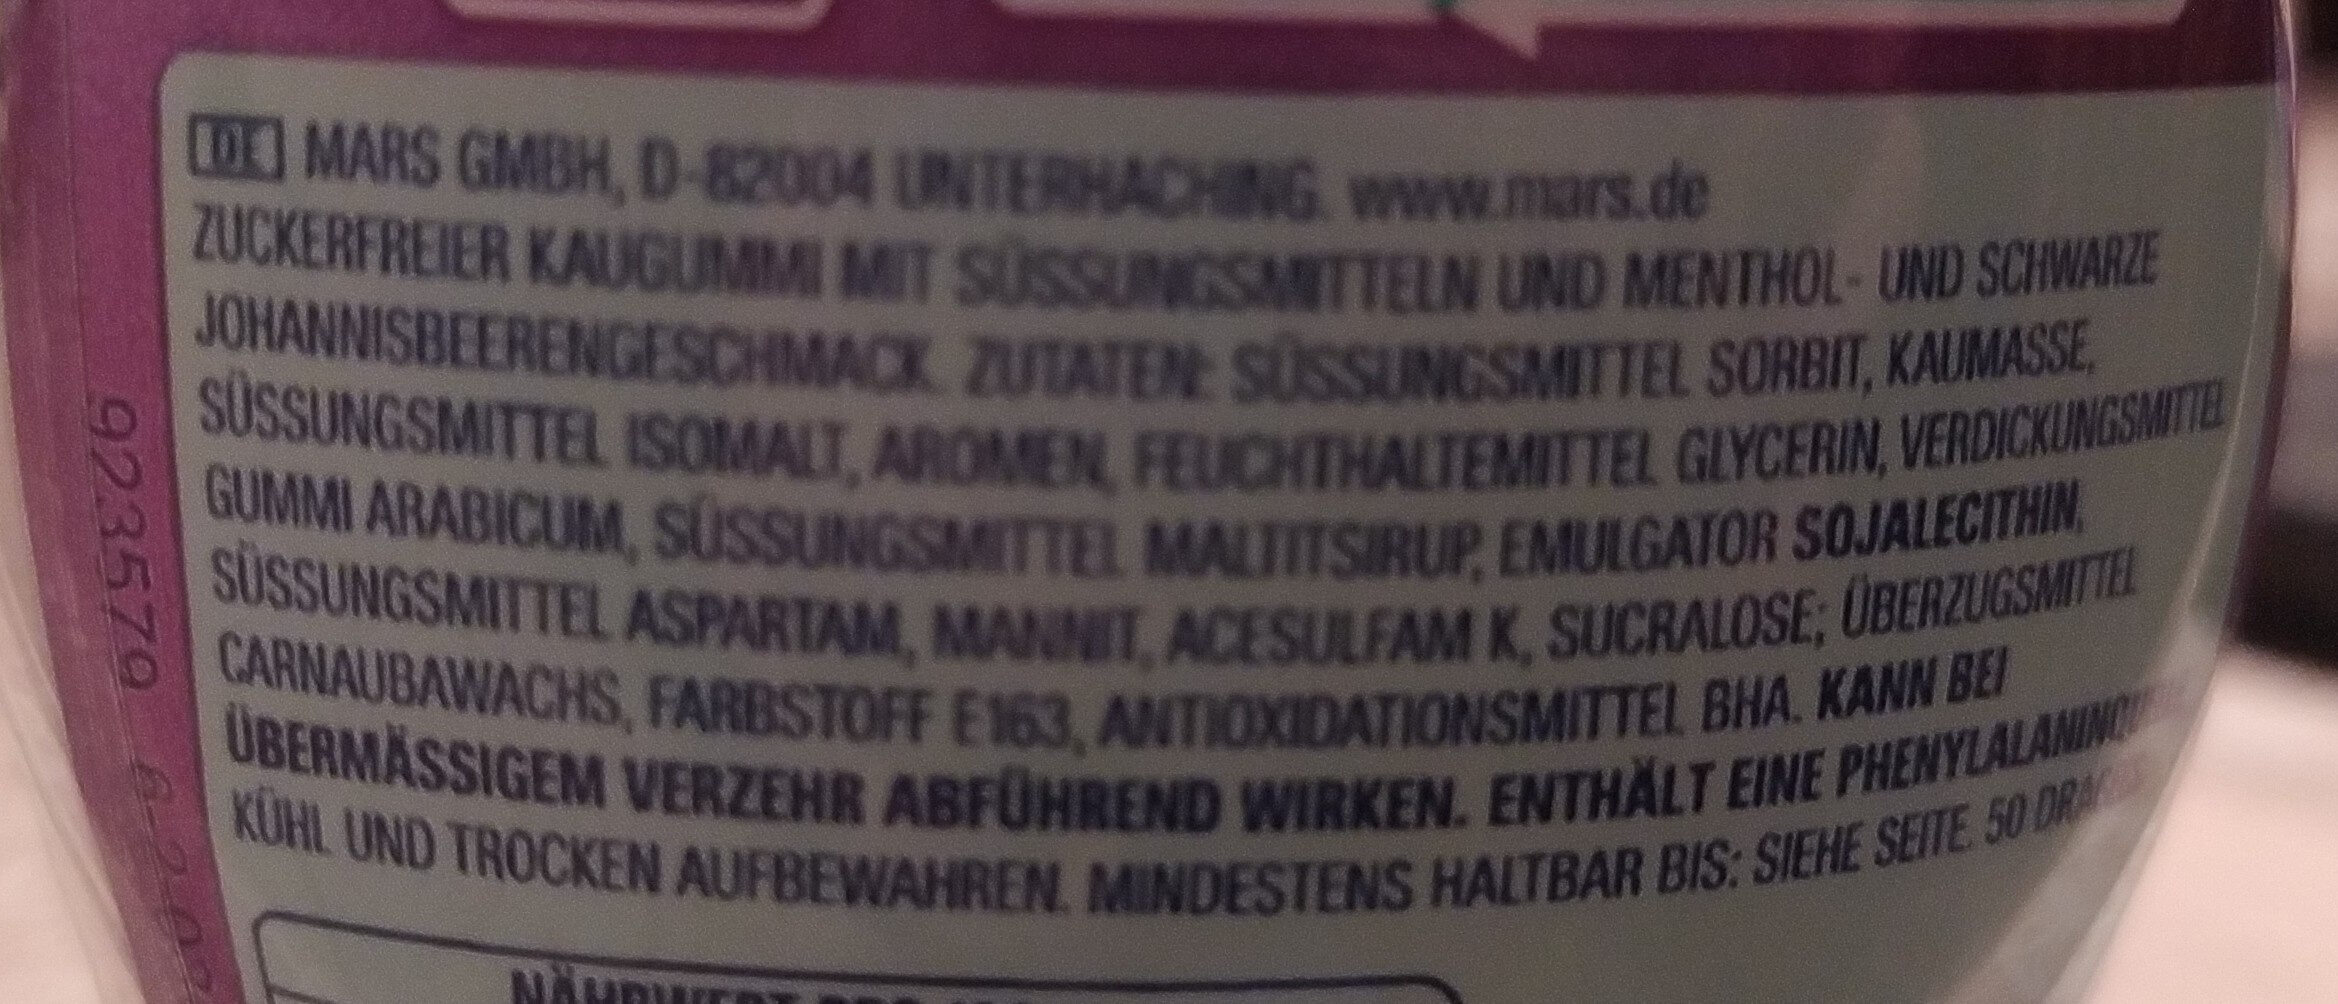 DE MARS GMBH, D-82004 UNTERHACHING. www.mars.de
ZUCKERFREIER KAUGUMMI MIT SÜSSUNGSMITTELN UND MENTHOL- UND SCHWARZE
JOHANNISBEERENGESCHMACK. ZUTATEN: SÜSSUNGSMITTEL SORBIT, KAUMASSE,
SÜSSUNGSMITTEL ISOMALT, AROMEN, FEUCHTHALTEMITTEL GLYCERIN, VERDICKUNGSMITTEL
GUMMI ARABICUM, SÜSSUNGSMITTEL MALTITSIRUP, EMULGATOR SOJALECITHIN,
SÜSSUNGSMITTEL ASPARTAM, MANNIT, ACESULFAM K, SUCRALOSE; ÜBERZUGSMITTEL
CARNAUBAWACHS, FARBSTOFF E163, ANTIOXIDATIONSMITTEL BHA. KANN BEI
ÜBERMÄSSIGEM VERZEHR ABFÜHREND WIRKEN. ENTHÄLT EINE
KÜHL UND TROCKEN AUFBEWAHREN. MINDESTENS HALTBAR BIS: SIEHE SEITE. 50
923579